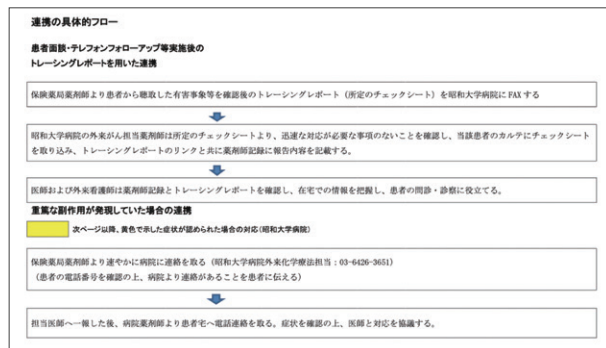 連携の具体的フロー
患者面談・テレフォンフォローアップ等実施後の
トレーシングレポートを用いた連携
保険薬局薬剤師より患者から聴取した有害事象等を確認後のトレーシングレポート（所定のチェックシート）を昭和大学病院に FAX する
昭和大学病院の外来がん担当薬剤師は所定のチェックシートより、迅速な対応が必要な事項のないことを確認し、当該患者のカルテにチェックシート
を取り込み、トレーシングレポートのリンクと共に薬剤師記録に報告内容を記載する。
医師および外来看護師は薬剤師記録とトレーシングレポートを確認し、在宅での情報を把握し、患者の問診・診察に役立てる。
重篤な副作用が発現していた場合の連携
次ページ以降、黄色で示した症状が認められた場合の対応（昭和大学病院）
保険薬局薬剤師より速やかに病院に連絡を取る（昭和大学病院外来化学療法担当：03-6426-3651）
（患者の電話番号を確認の上、病院より連絡があることを患者に伝える）
担当医師へ一報した後、病院薬剤師より患者宅へ電話連絡を取る。症状を確認の上、医師と対応を協議する。